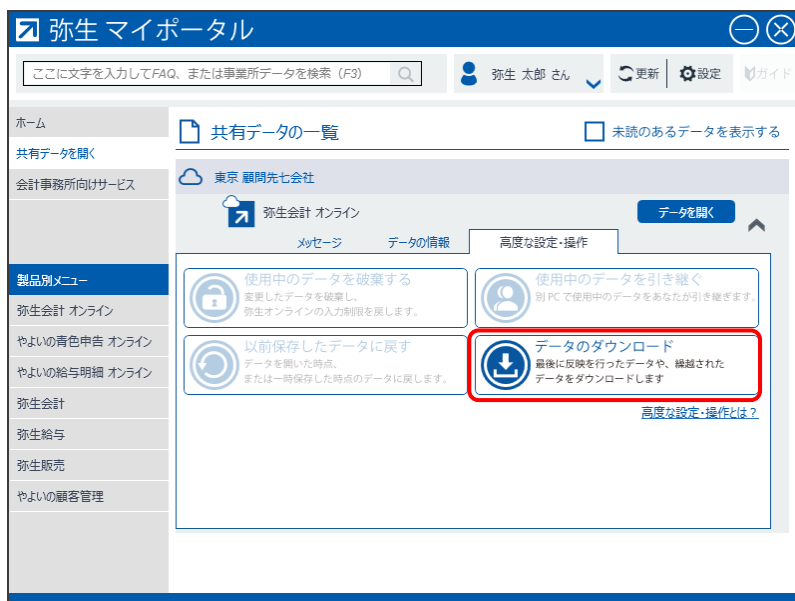 弥生 マイポータル
ここに文字を入力してFAQ、または事業所データを検索（F3）
弥生 太郎 さん
更新
設定
ガイド
ホーム
共有データを開く
会計事務所向けサービス
製品別メニュー
弥生会計 オンライン
やよいの青色申告 オンライン
やよいの給与明細 オンライン
弥生会計
弥生給与
弥生販売
やよいの顧客管理
共有データの一覧
未読のあるデータを表示する
東京 顧問先七会社
弥生会計 オンライン
データを開く
メッセージ
データの情報
高度な設定・操作
使用中のデータを破棄する
変更したデータを破棄し、
弥生オンラインの入力制限を戻します。
使用中のデータを引き継ぐ
別 PC で使用中のデータをあなたが引き継ぎます。
以前保存したデータに戻す
データを開いた時点、
または一時保存した時点のデータに戻します。
データのダウンロード
最後に反映を行ったデータや、繰越された
データをダウンロードします
高度な設定・操作とは？